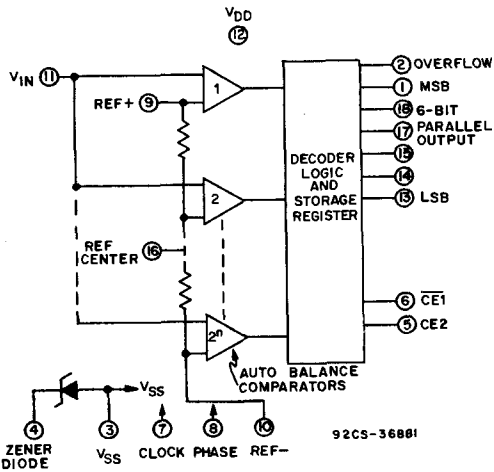 VDD
12
VIN 11
REF+ 9
1
2
REF CENTER 16
2ⁿ
AUTO BALANCE
COMPARATORS
DECODER
LOGIC
AND
STORAGE
REGISTER
2 OVERFLOW
1 MSB
18 6-BIT
17 PARALLEL
OUTPUT
15
14
13 LSB
6 C̅E̅1̅
5 CE2
VSS
4
ZENER
DIODE
3
VSS
7
CLOCK
8
PHASE
10
REF-
92CS-36881